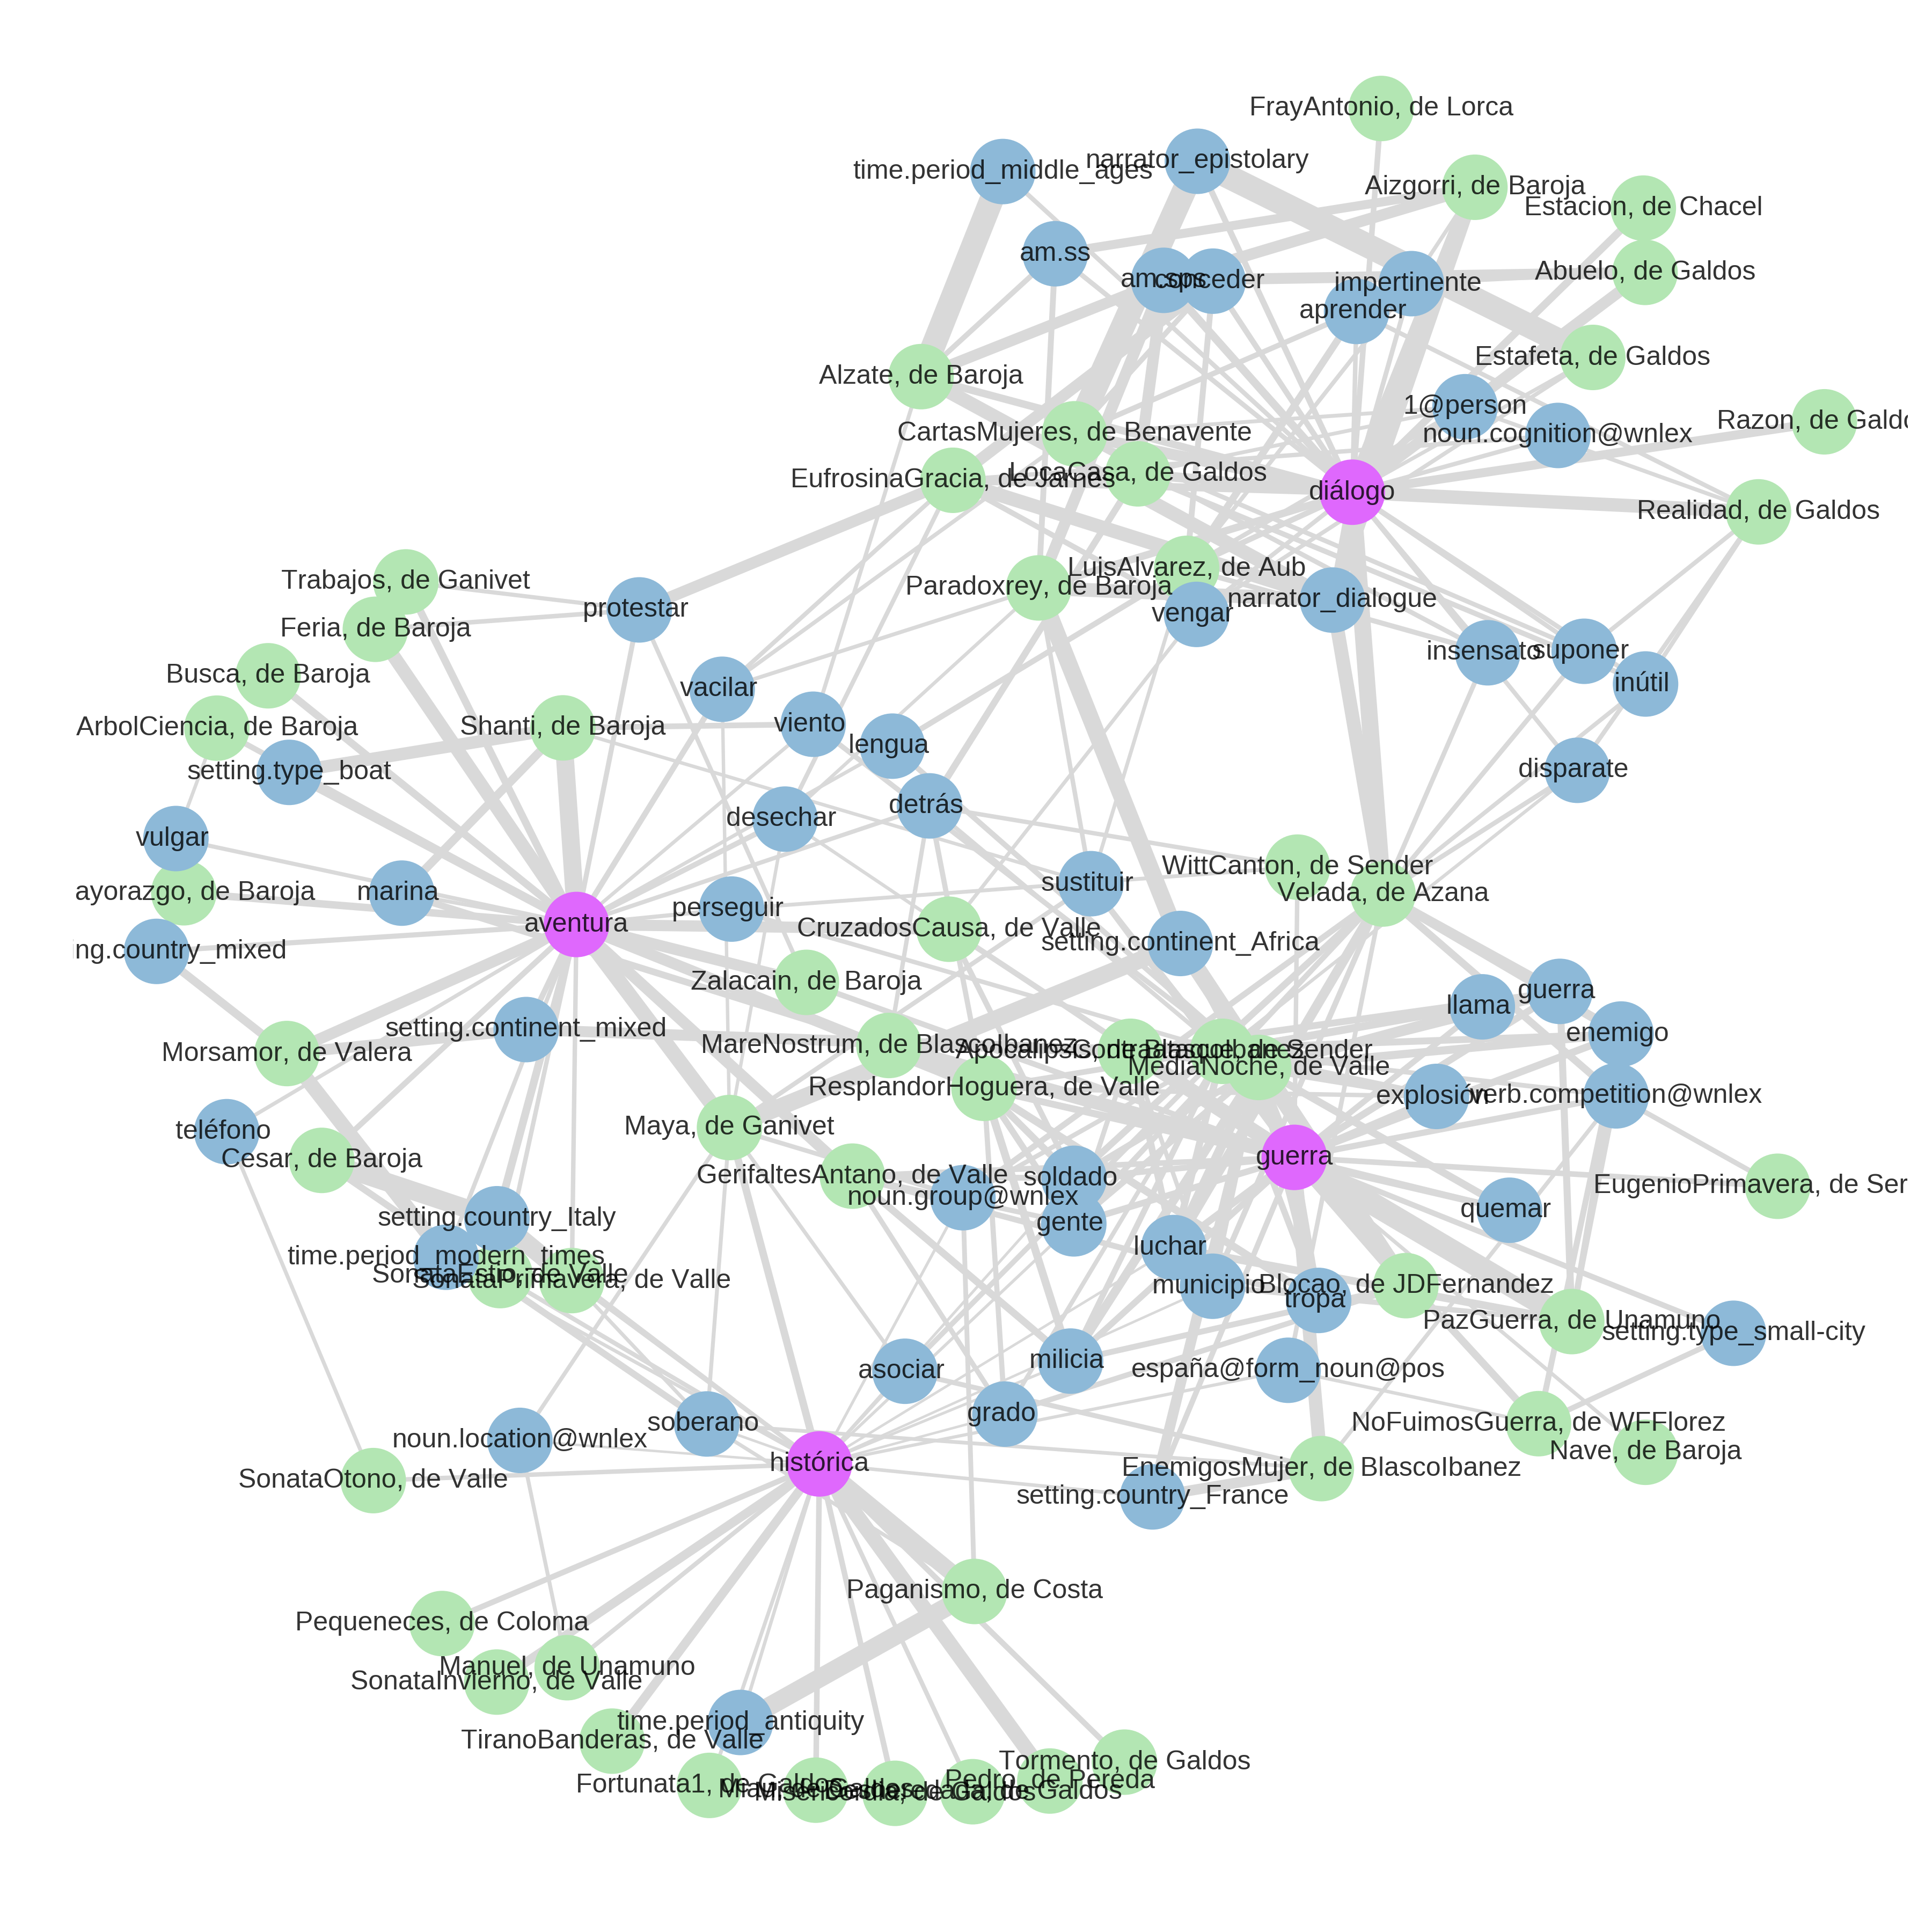 FrayAntonio, de Lorca
narrator_epistolary
time.period_middle_ages
Aizgorri, de Baroja
Estacion, de Chacel
am.ss
Abuelo, de Galdos
am.sps
conceder
impertinente
aprender
Estafeta, de Galdos
Alzate, de Baroja
1@person
Razon, de Galdo
CartasMujeres, de Benavente
noun.cognition@wnlex
LocaCasa, de Galdos
EufrosinaGracia, de Jarnes
diálogo
Realidad, de Galdos
LuisAlvarez, de Aub
Trabajos, de Ganivet
Paradoxrey, de Baroja
narrator_dialogue
protestar
vengar
Feria, de Baroja
insensato
suponer
Busca, de Baroja
inútil
vacilar
ArbolCiencia, de Baroja
Shanti, de Baroja
viento
lengua
setting.type_boat
disparate
detrás
desechar
vulgar
WittCanton, de Sender
ayorazgo, de Baroja
marina
sustituir
Velada, de Azana
perseguir
aventura
CruzadosCausa, de Valle
setting.continent_Africa
ng.country_mixed
Zalacain, de Baroja
guerra
llama
setting.continent_mixed
enemigo
Morsamor, de Valera
MareNostrum, de BlascoIbanez
MediaNoche, de Valle
ResplandorHoguera, de Valle
explosión
verb.competition@wnlex
teléfono
Maya, de Ganivet
Cesar, de Baroja
guerra
GerifaltesAntano, de Valle
soldado
EugenioPrimavera, de Ser
noun.group@wnlex
quemar
setting.country_Italy
gente
luchar
time.period_modern_times
SonataEstio, de Valle
SonataPrimavera, de Valle
municipio
Blocao, de JDFernandez
tropa
PazGuerra, de Unamuno
setting.type_small-city
asociar
milicia
españa@form_noun@pos
grado
soberano
NoFuimosGuerra, de WFFlorez
noun.location@wnlex
Nave, de Baroja
histórica
EnemigosMujer, de BlascoIbanez
SonataOtono, de Valle
setting.country_France
Paganismo, de Costa
Pequeneces, de Coloma
Manuel, de Unamuno
SonataInvierno, de Valle
time.period_antiquity
TiranoBanderas, de Valle
Tormento, de Galdos
Pedro, de Pereda
Fortunata1, de Galdos
Misericordia, de Galdos